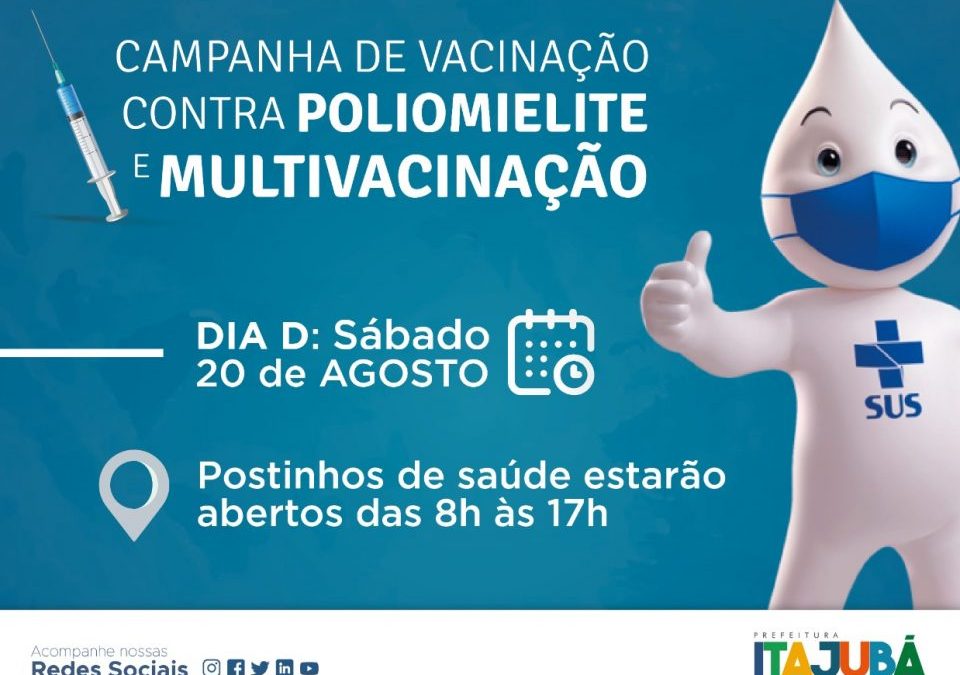 CAMPANHA DE VACINAÇÃO
CONTRA POLIOMIELITE
E MULTIVACINAÇÃO
DIA D: Sábado
20 de AGOSTO
SUS
Postinhos de saúde estarão
abertos das 8h às 17h
Acompanhe nossas
Redes Sociais
PREFEITURA
ITAJUBÁ